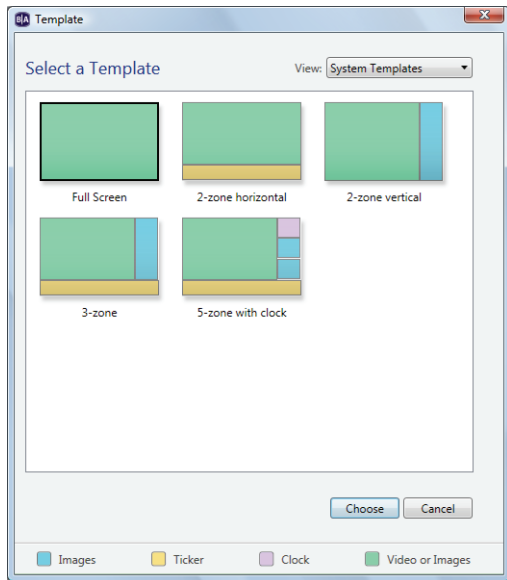 B|A Template
Select a Template
View: System Templates
Full Screen
2-zone horizontal
2-zone vertical
3-zone
5-zone with clock
Choose
Cancel
Images
Ticker
Clock
Video or Images